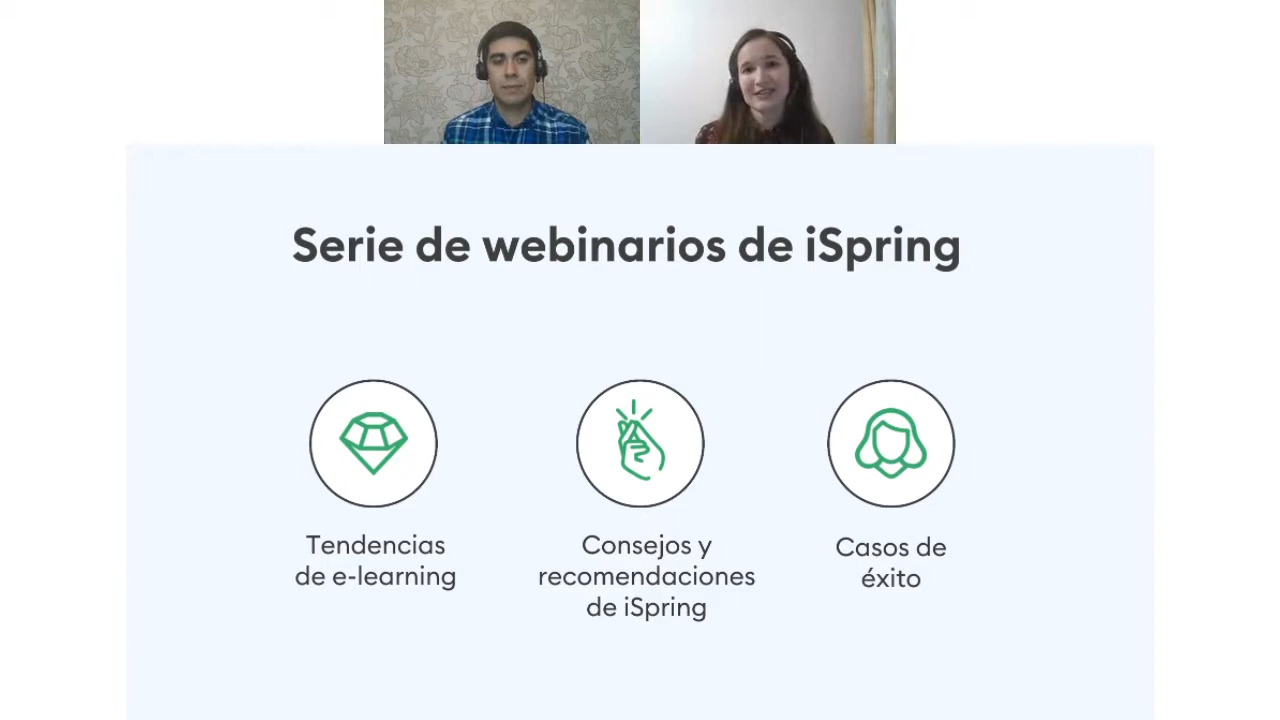 Serie de webinarios de iSpring
Tendencias
de e-learning
Consejos y
recomendaciones
de iSpring
Casos de
éxito